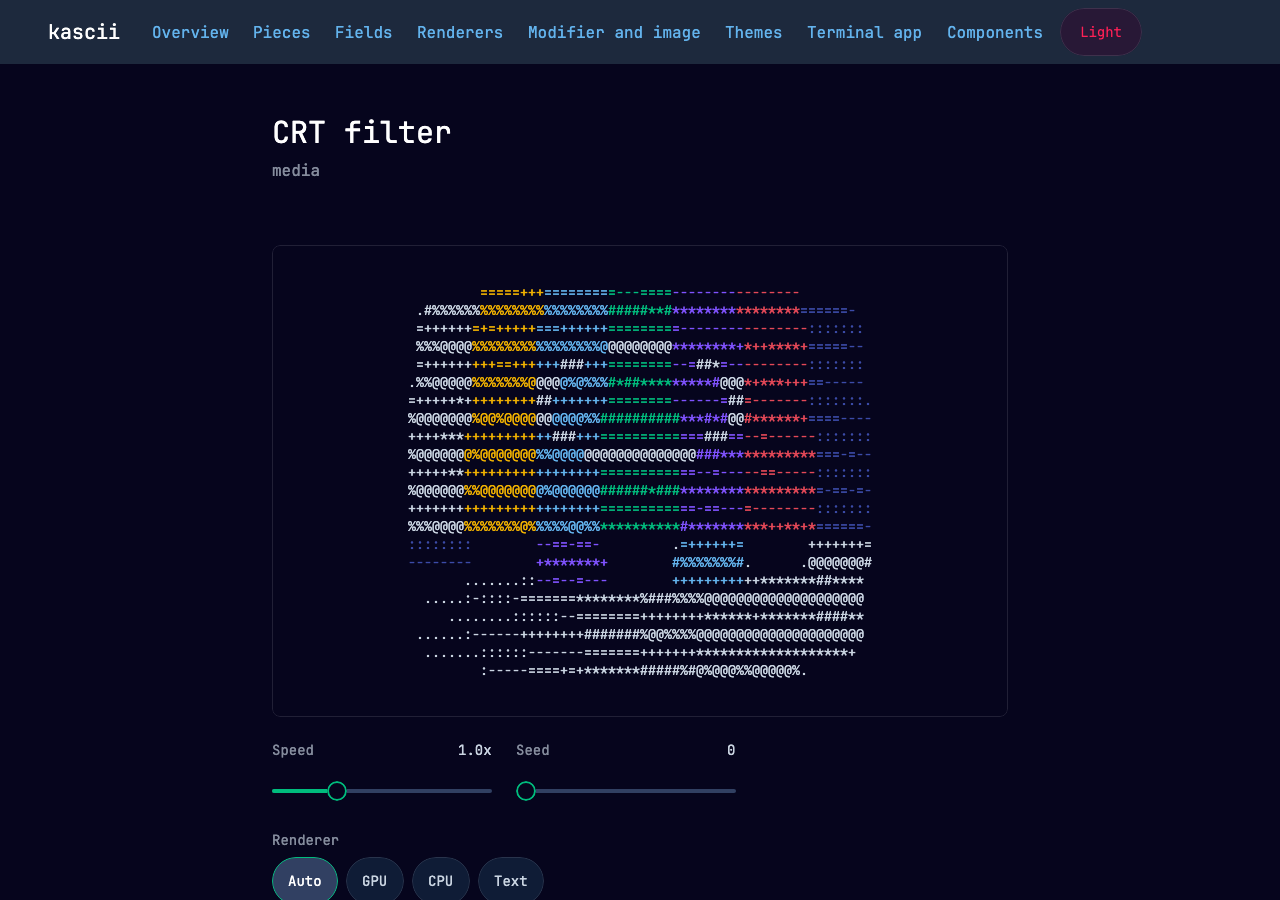 kascii Overview Pieces Fields Renderers Modifier and image Themes Terminal app Components Light
CRT filter
media
Speed 1.0x Seed 0
Renderer
Auto GPU CPU Text